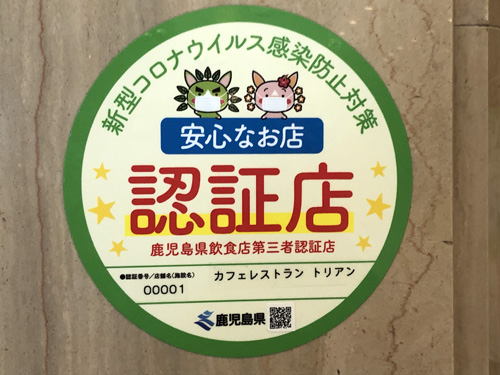 新型コロナウイルス感染防止対策
安心なお店
認証店
鹿児島県飲食店第三者認証店
●認証番号/店舗名(施設名)
00001 カフェレストラン トリアン
鹿児島県